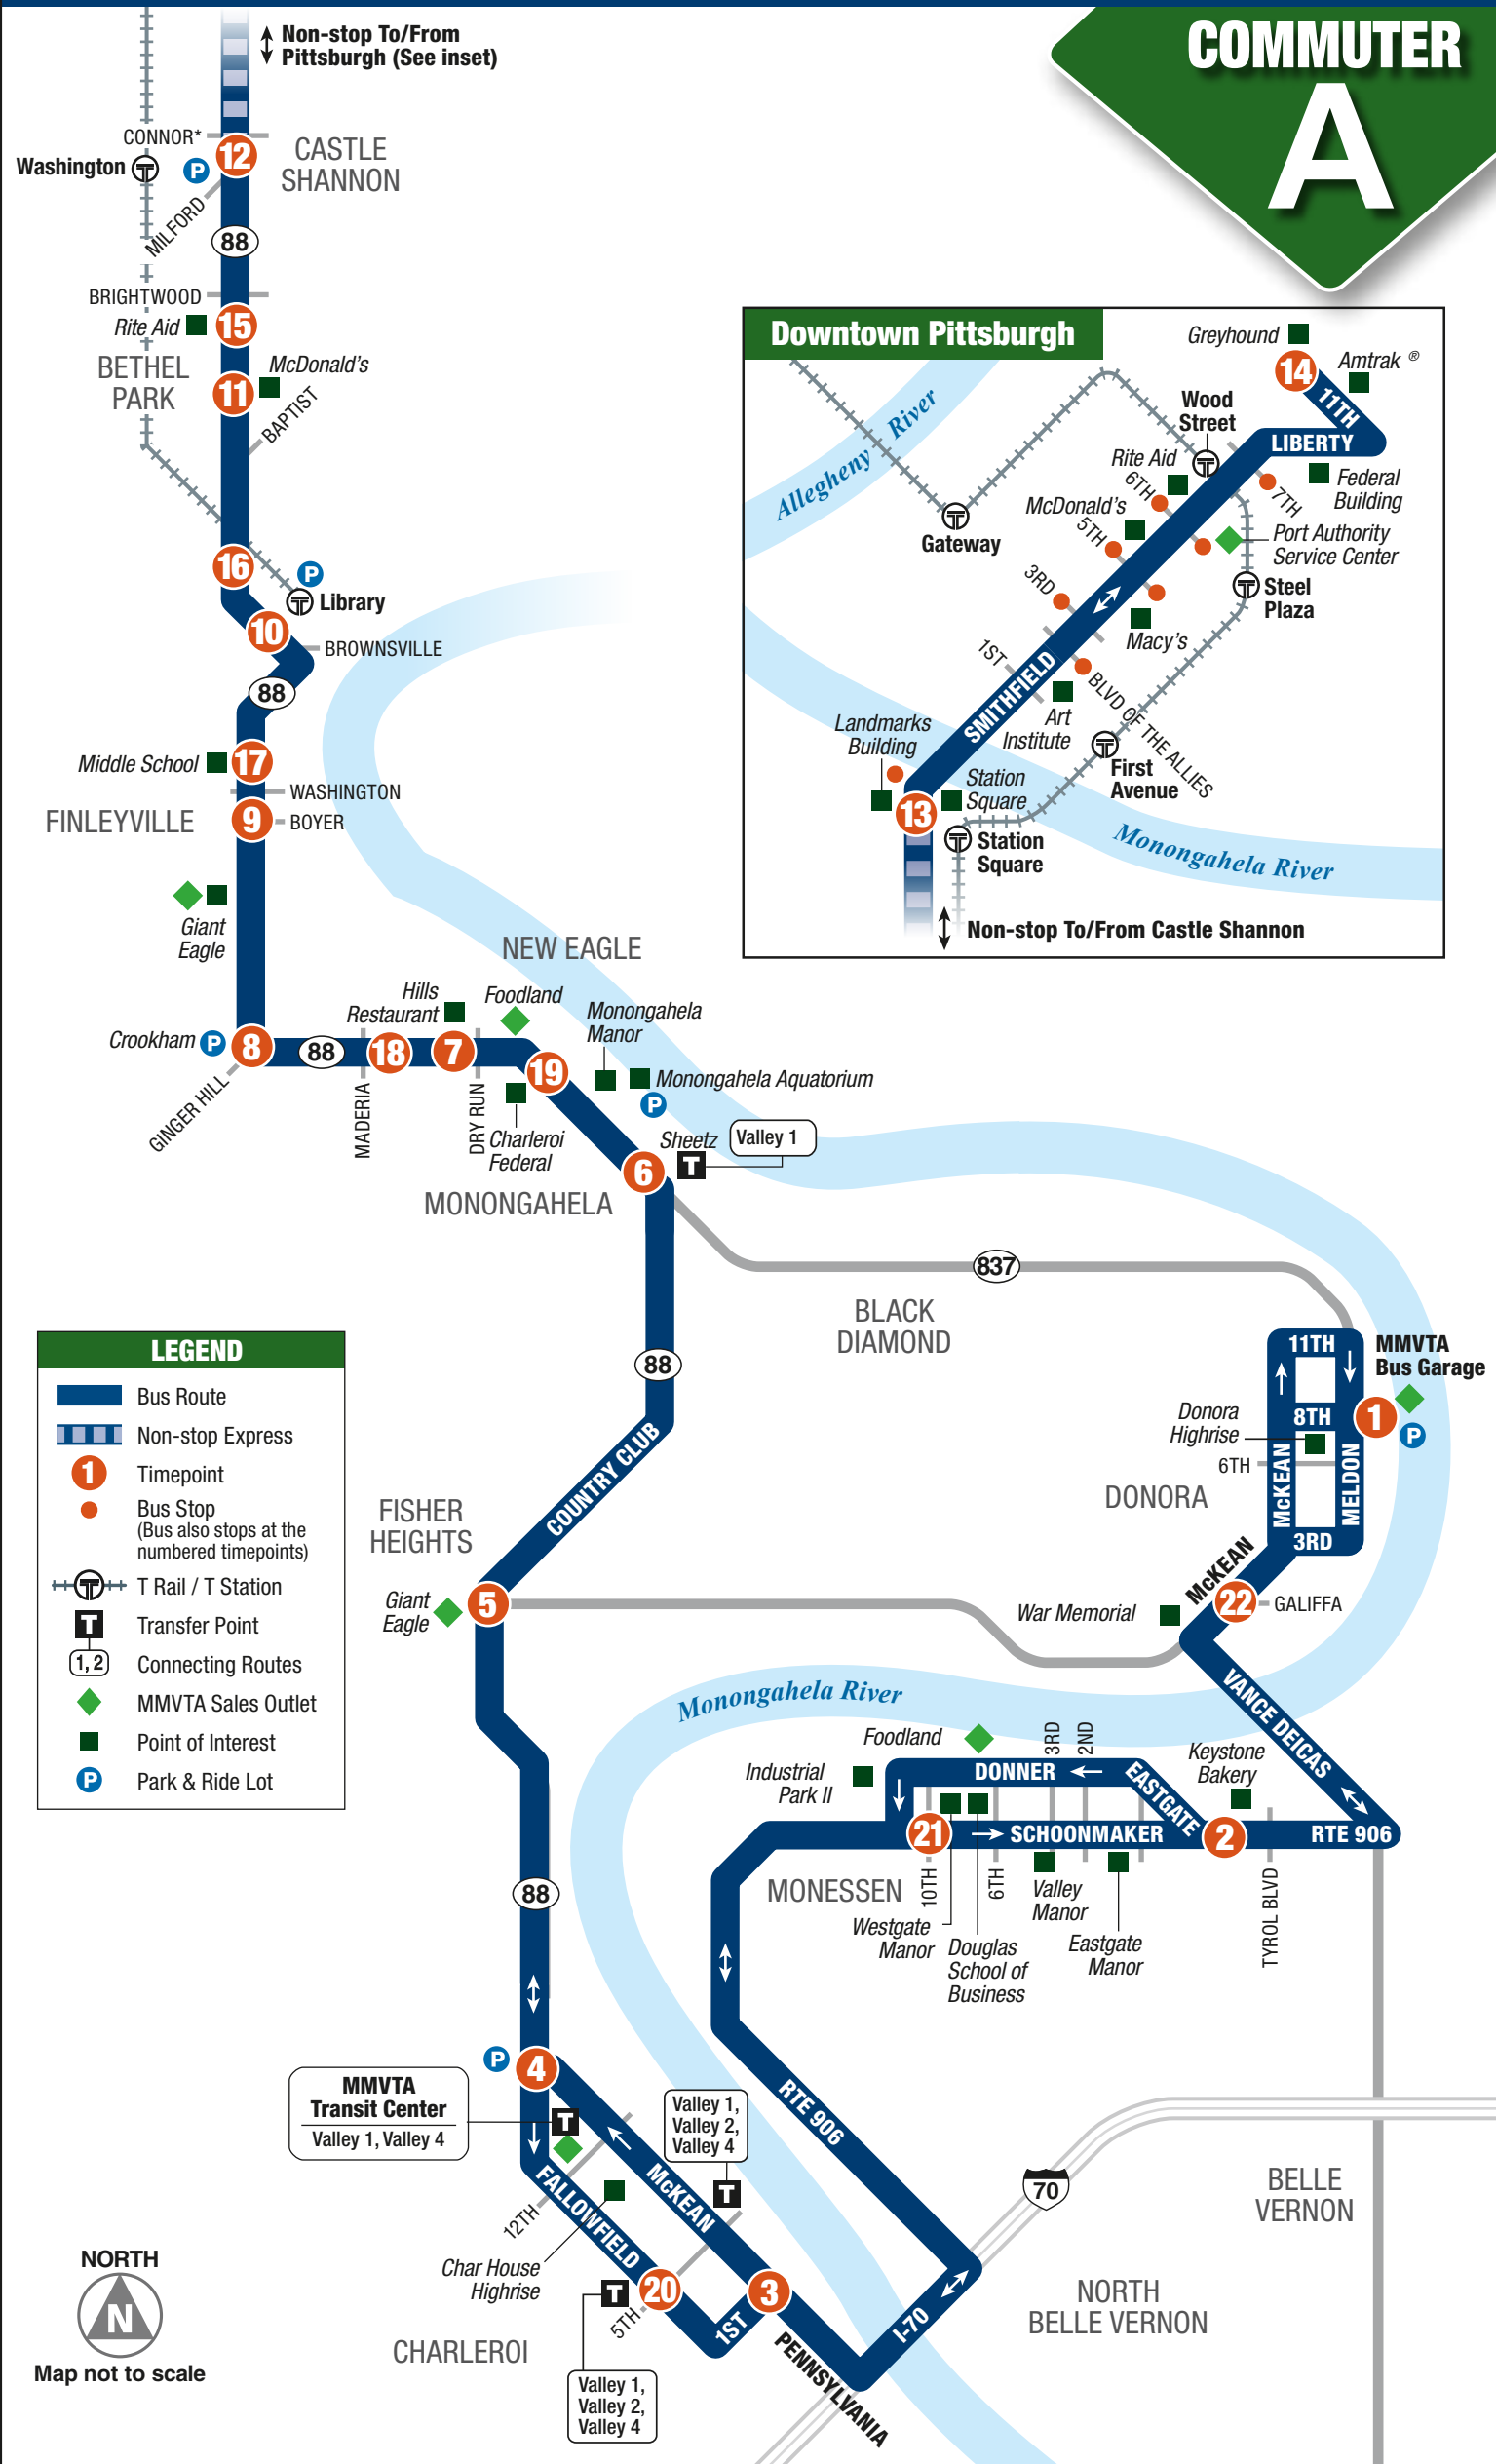 COMMUTER
A
Non-stop To/From
Pittsburgh (See inset)
CONNOR*
Washington
P
12
CASTLE
SHANNON
MILFORD
88
BRIGHTWOOD
Rite Aid
15
BETHEL
PARK
McDonald's
11
BAPTIST
16
P
Library
10
BROWNSVILLE
88
Middle School
17
WASHINGTON
FINLEYVILLE
9
BOYER
Giant
Eagle
Downtown Pittsburgh
Greyhound
14
Amtrak ®
11TH
Wood
Street
LIBERTY
Allegheny River
Rite Aid
6TH
7TH
Federal
Building
McDonald's
5TH
Gateway
Port Authority
Service Center
3RD
Steel
Plaza
Macy's
1ST
SMITHFIELD
BLVD OF THE ALLIES
Art
Institute
Landmarks
Building
First
Avenue
Station
Square
13
Station
Square
Monongahela River
Non-stop To/From Castle Shannon
NEW EAGLE
Hills
Restaurant
Foodland
Monongahela
Manor
Crookham
P
8
88
18
7
19
Monongahela Aquatorium
P
GINGER HILL
MADERIA
DRY RUN
Charleroi
Federal
Sheetz
T
Valley 1
6
MONONGAHELA
837
BLACK
DIAMOND
88
COUNTRY CLUB
11TH
MMVTA
Bus Garage
8TH
1
P
Donora
Highrise
6TH
McKEAN
MELDON
DONORA
3RD
McKEAN
22
GALIFFA
War Memorial
FISHER
HEIGHTS
Giant
Eagle
5
LEGEND
Bus Route
Non-stop Express
1
Timepoint
Bus Stop
(Bus also stops at the
numbered timepoints)
T Rail / T Station
T
Transfer Point
1, 2
Connecting Routes
MMVTA Sales Outlet
Point of Interest
P
Park & Ride Lot
Monongahela River
VANCE DEICAS
Foodland
3RD
2ND
Keystone
Bakery
Industrial
Park II
DONNER
EASTGATE
21
SCHOONMAKER
2
RTE 906
MONESSEN
10TH
6TH
Valley
Manor
TYROL BLVD
Westgate
Manor
Douglas
School of
Business
Eastgate
Manor
88
P
4
MMVTA
Transit Center
Valley 1, Valley 4
T
Valley 1,
Valley 2,
Valley 4
T
RTE 906
FALLOWFIELD
McKEAN
12TH
70
BELLE
VERNON
Char House
Highrise
T
20
3
5TH
1ST
I-70
NORTH
BELLE VERNON
CHARLEROI
PENNSYLVANIA
Valley 1,
Valley 2,
Valley 4
NORTH
N
Map not to scale